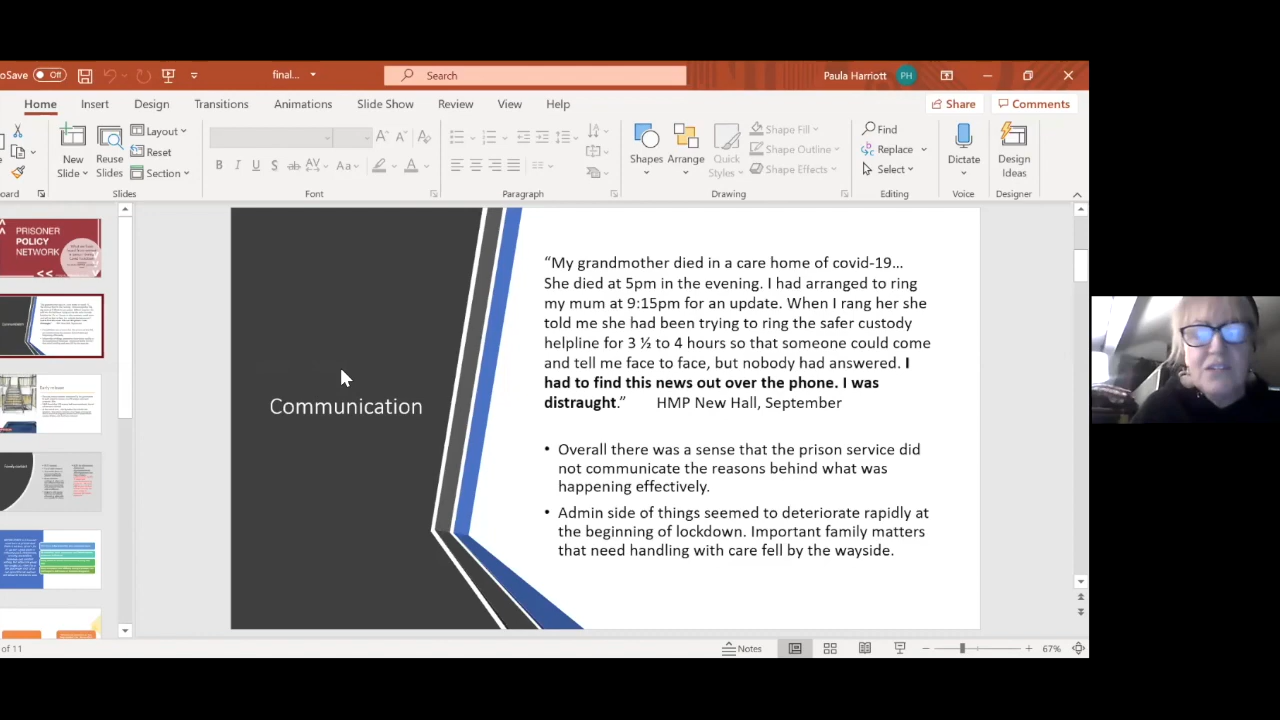 oSave Off final... Search Paula Harriott PH
Home Insert Design Transitions Animations Slide Show Review View Help Share Comments
New Slide
Reuse Slides
Layout
Reset
Section
Shapes
Arrange
Quick Styles
Shape Fill
Shape Outline
Shape Effects
Find
Replace
Select
Dictate
Design Ideas
oard Slides Font Paragraph Drawing Editing Voice Designer
PRISONER
POLICY
NETWORK
Communication
“My grandmother died in a care home of covid-19…
She died at 5pm in the evening. I had arranged to ring
my mum at 9:15pm for an update. When I rang her she
told me she had been trying to ring the safer custody
helpline for 3 ½ to 4 hours so that someone could come
and tell me face to face, but nobody had answered. I
had to find this news out over the phone. I was
distraught.” HMP New Hall, September
• Overall there was a sense that the prison service did
not communicate the reasons behind what was
happening effectively.
• Admin side of things seemed to deteriorate rapidly at
the beginning of lockdown. Important family matters
that need handling with care fell by the wayside.
of 11 Notes 67%